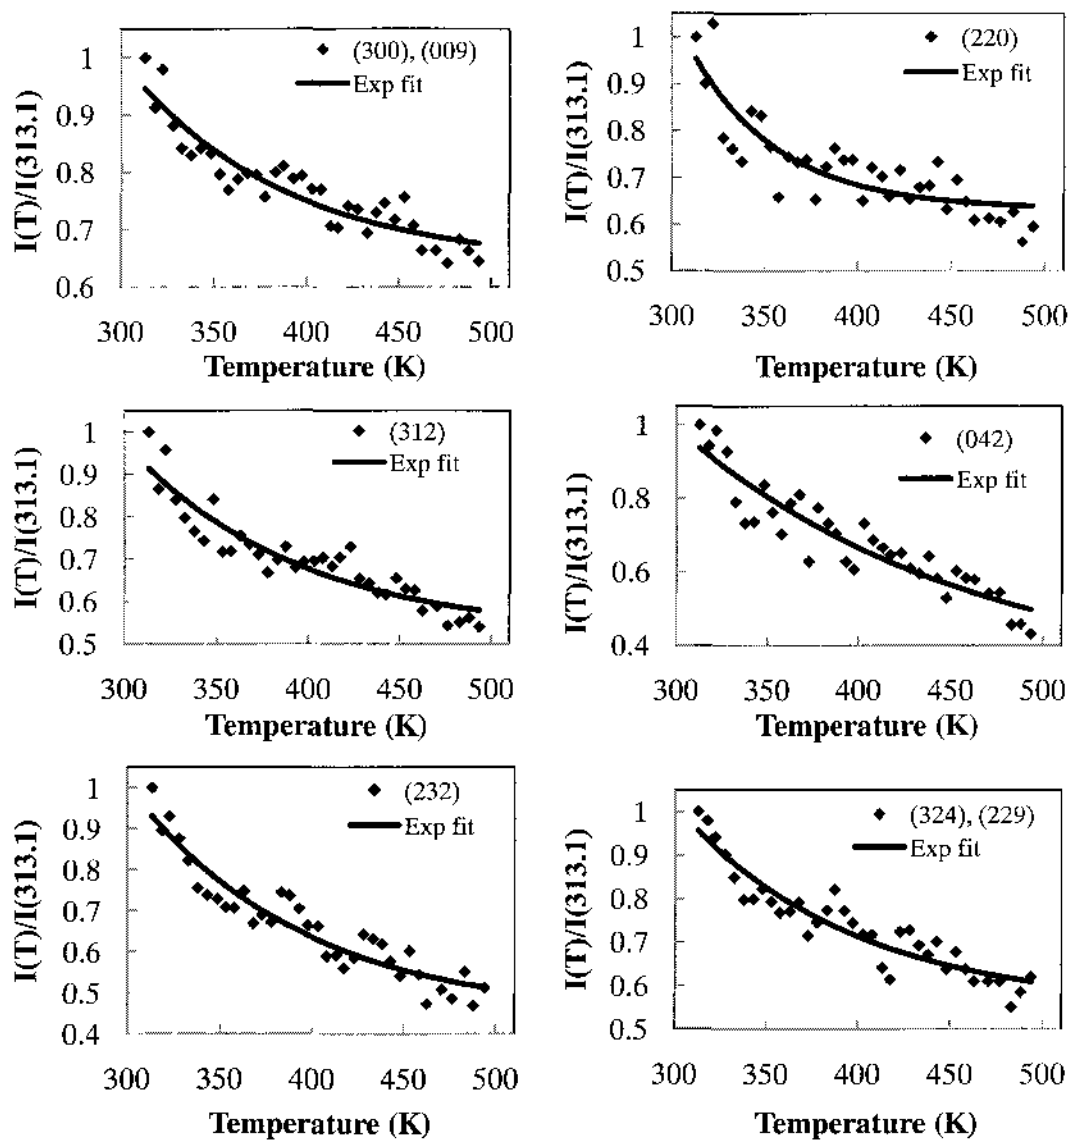 I(T)/I(313.1)
1
0.9
0.8
0.7
0.6
300 350 400 450 500
Temperature (K)
(300), (009)
Exp fit
I(T)/I(313.1)
1
0.9
0.8
0.7
0.6
0.5
300 350 400 450 500
Temperature (K)
(220)
Exp fit
I(T)/I(313.1)
1
0.9
0.8
0.7
0.6
0.5
300 350 400 450 500
Temperature (K)
(312)
Exp fit
I(T)/I(313.1)
1
0.8
0.6
0.4
300 350 400 450 500
Temperature (K)
(042)
Exp fit
I(T)/I(313.1)
1
0.9
0.8
0.7
0.6
0.5
0.4
300 350 400 450 500
Temperature (K)
(232)
Exp fit
I(T)/I(313.1)
1
0.9
0.8
0.7
0.6
0.5
300 350 400 450 500
Temperature (K)
(324), (229)
Exp fit